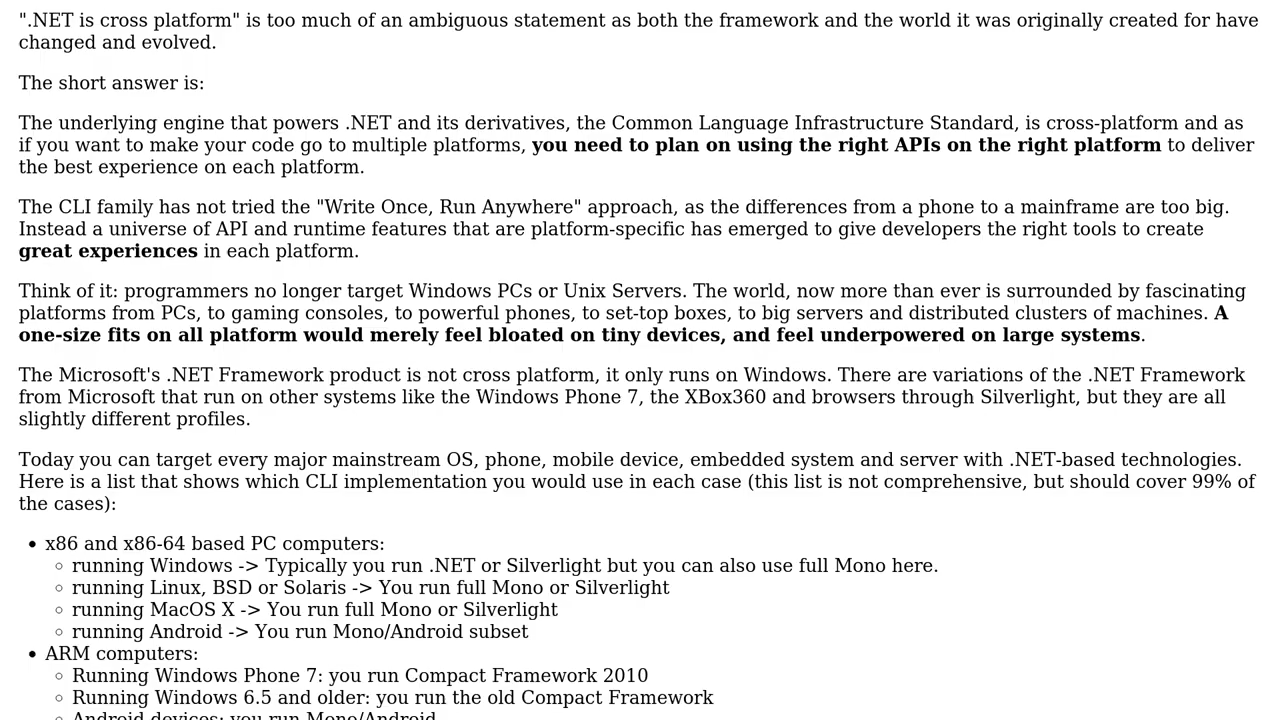 ".NET is cross platform" is too much of an ambiguous statement as both the framework and the world it was originally created for have
changed and evolved.
The short answer is:
The underlying engine that powers .NET and its derivatives, the Common Language Infrastructure Standard, is cross-platform and as
if you want to make your code go to multiple platforms, you need to plan on using the right APIs on the right platform to deliver
the best experience on each platform.
The CLI family has not tried the "Write Once, Run Anywhere" approach, as the differences from a phone to a mainframe are too big.
Instead a universe of API and runtime features that are platform-specific has emerged to give developers the right tools to create
great experiences in each platform.
Think of it: programmers no longer target Windows PCs or Unix Servers. The world, now more than ever is surrounded by fascinating
platforms from PCs, to gaming consoles, to powerful phones, to set-top boxes, to big servers and distributed clusters of machines. A
one-size fits on all platform would merely feel bloated on tiny devices, and feel underpowered on large systems.
The Microsoft's .NET Framework product is not cross platform, it only runs on Windows. There are variations of the .NET Framework
from Microsoft that run on other systems like the Windows Phone 7, the XBox360 and browsers through Silverlight, but they are all
slightly different profiles.
Today you can target every major mainstream OS, phone, mobile device, embedded system and server with .NET-based technologies.
Here is a list that shows which CLI implementation you would use in each case (this list is not comprehensive, but should cover 99% of
the cases):
• x86 and x86-64 based PC computers:
◦ running Windows -> Typically you run .NET or Silverlight but you can also use full Mono here.
◦ running Linux, BSD or Solaris -> You run full Mono or Silverlight
◦ running MacOS X -> You run full Mono or Silverlight
◦ running Android -> You run Mono/Android subset
• ARM computers:
◦ Running Windows Phone 7: you run Compact Framework 2010
◦ Running Windows 6.5 and older: you run the old Compact Framework
◦ Android devices: you run Mono/Android